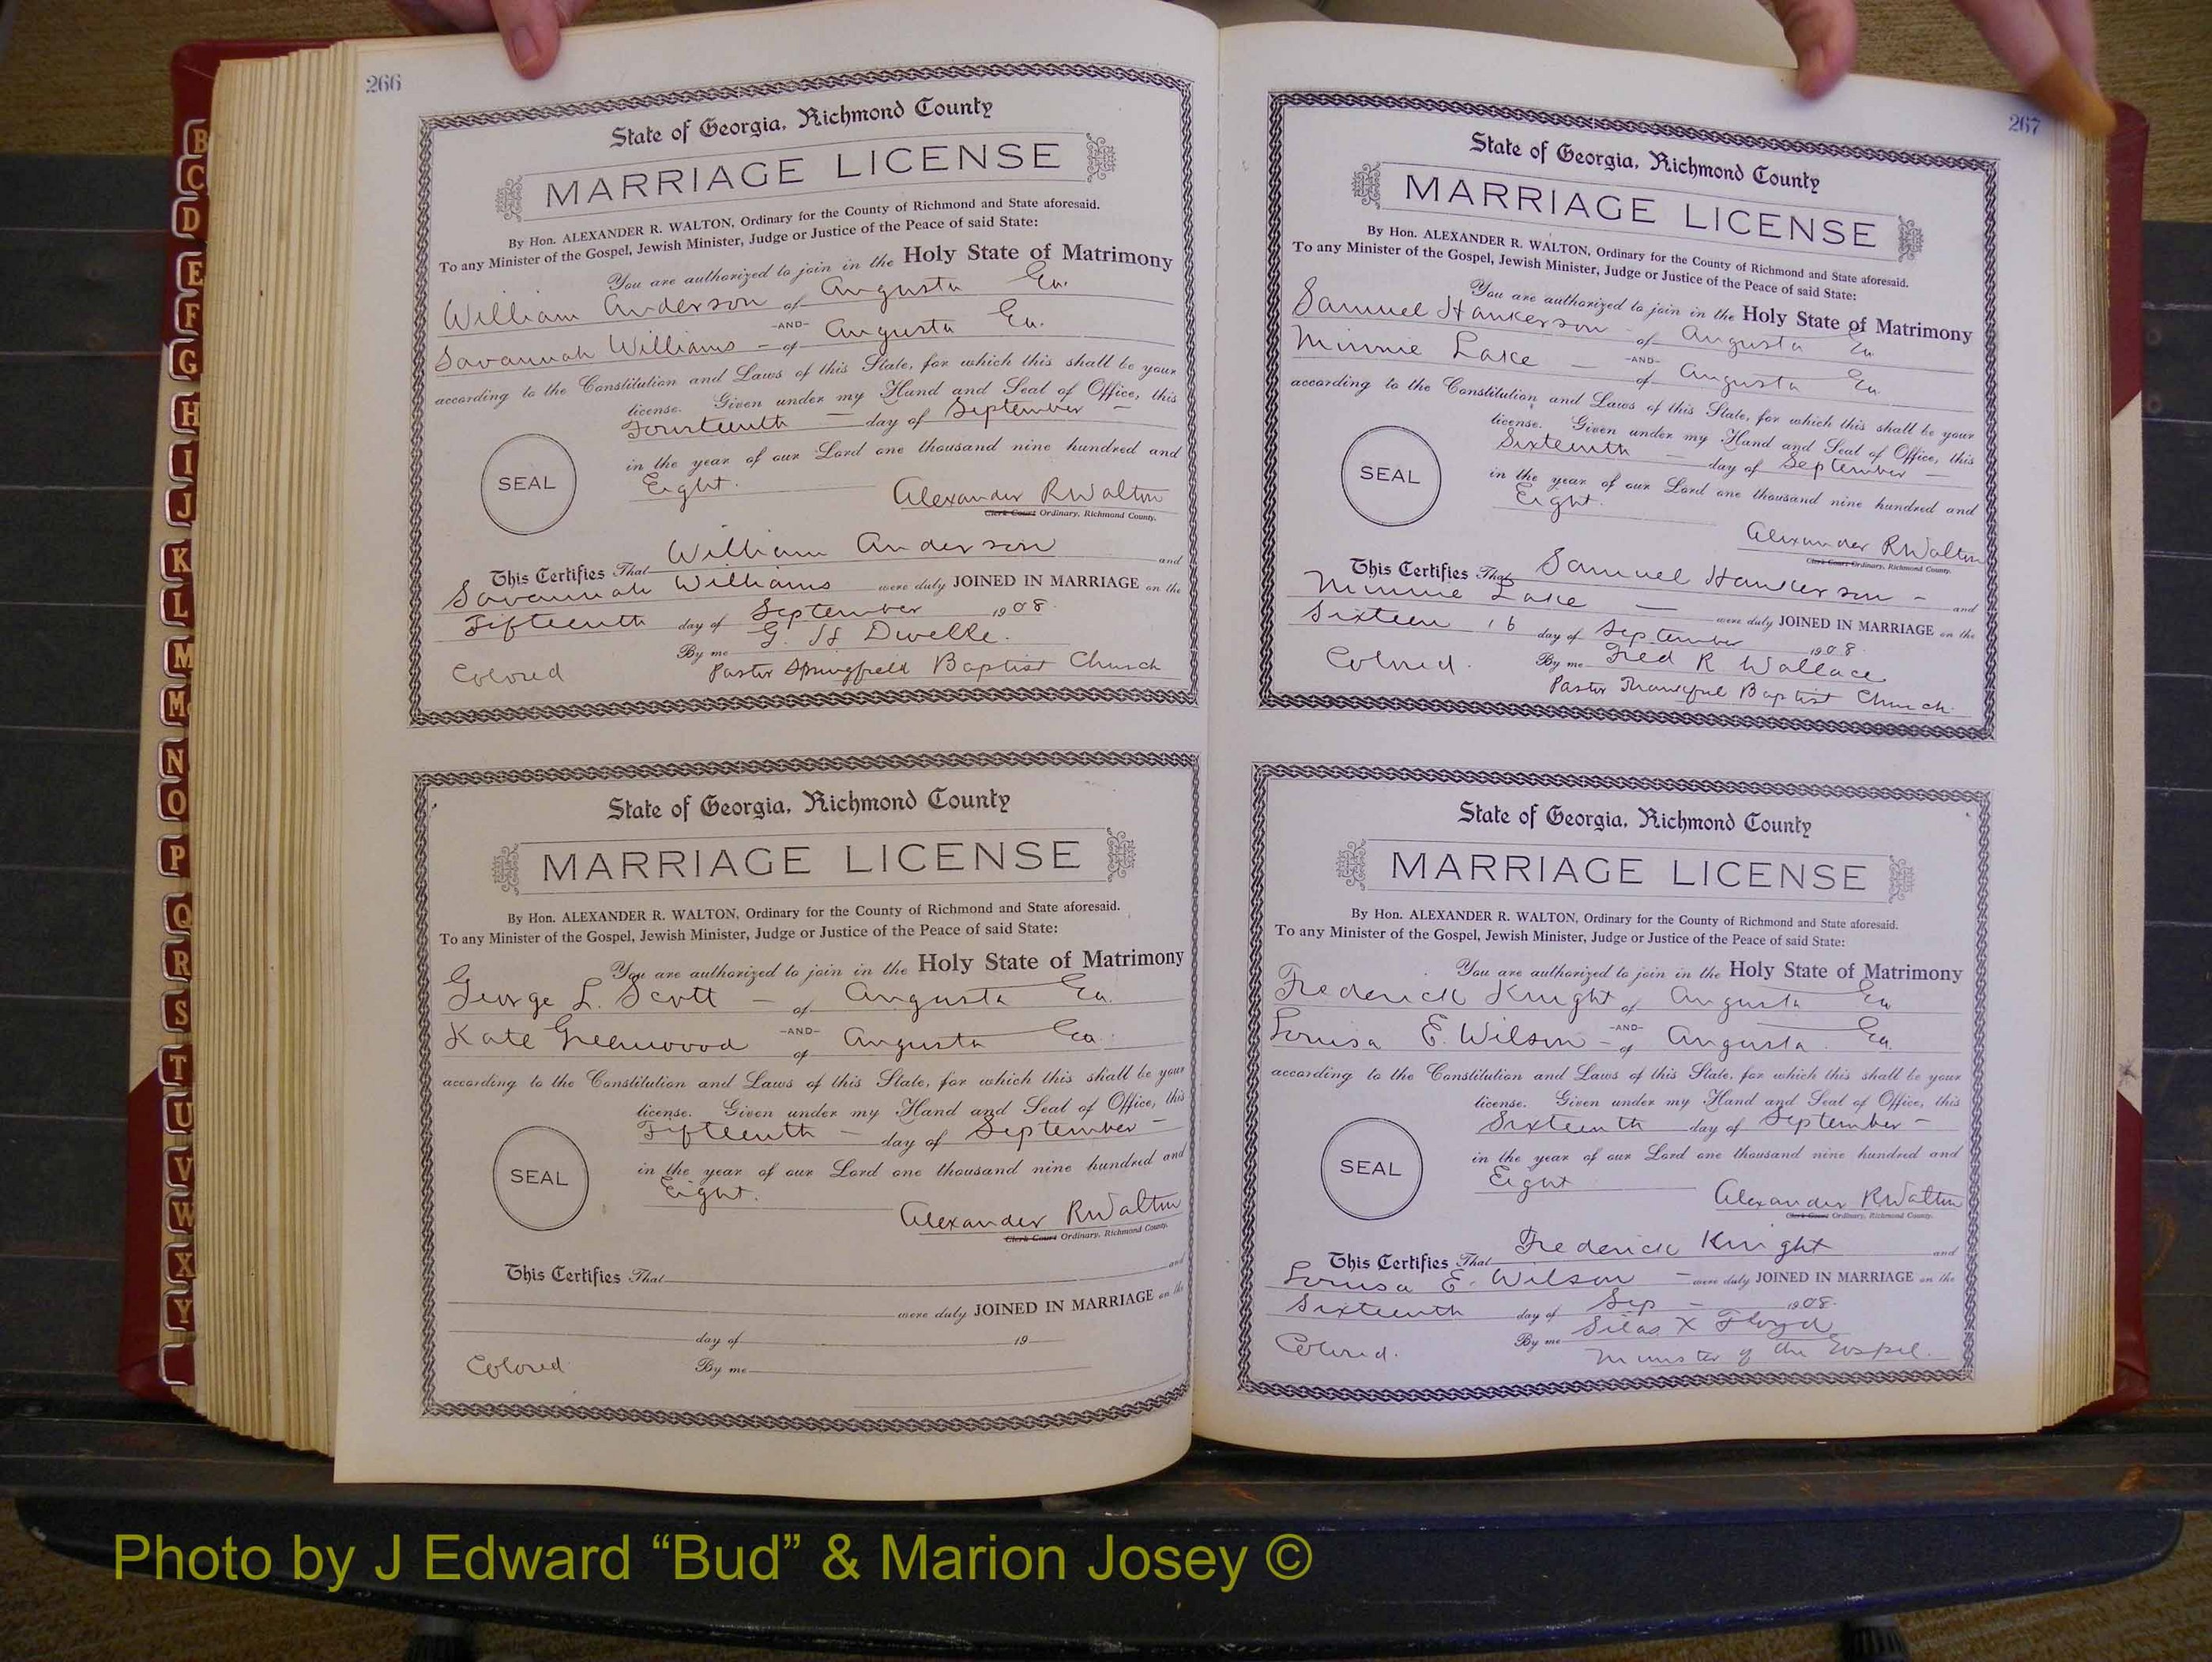 B
C
D
E
F
G
H
I
J
K
L
M
Mc
N
O
P
Q
R
S
T
U
V
W
X
Y
266
State of Georgia, Richmond County
MARRIAGE LICENSE
By Hon. ALEXANDER R. WALTON, Ordinary for the County of Richmond and State aforesaid.
To any Minister of the Gospel, Jewish Minister, Judge or Justice of the Peace of said State:
You are authorized to join in the Holy State of Matrimony
William Anderson of Augusta Ga.
-AND-
Savannah Williams - of Augusta Ga.
according to the Constitution and Laws of this State, for which this shall be your
license. Given under my Hand and Seal of Office, this
Fourteenth - day of September -
in the year of our Lord one thousand nine hundred and
SEAL
Eight.
Alexander R Walton
Clerk Court Ordinary, Richmond County.
This Certifies That William Anderson and
Savannah Williams were duly JOINED IN MARRIAGE on the
Fifteenth day of September 1908.
By me G. H Dwelle.
Colored Pastor Springfield Baptist Church
State of Georgia, Richmond County
MARRIAGE LICENSE
By Hon. ALEXANDER R. WALTON, Ordinary for the County of Richmond and State aforesaid.
To any Minister of the Gospel, Jewish Minister, Judge or Justice of the Peace of said State:
You are authorized to join in the Holy State of Matrimony
George L. Scott - of Augusta Ga.
-AND-
Kate Greenwood of Augusta Ga.
according to the Constitution and Laws of this State, for which this shall be your
license. Given under my Hand and Seal of Office, this
Fifteenth - day of September -
in the year of our Lord one thousand nine hundred and
SEAL
Eight.
Alexander R Walton
Clerk Court Ordinary, Richmond County.
This Certifies That and
were duly JOINED IN MARRIAGE on the
day of 19
Colored By me
267
State of Georgia, Richmond County
MARRIAGE LICENSE
By Hon. ALEXANDER R. WALTON, Ordinary for the County of Richmond and State aforesaid.
To any Minister of the Gospel, Jewish Minister, Judge or Justice of the Peace of said State:
You are authorized to join in the Holy State of Matrimony
Samuel Hankerson - of Augusta Ga
-AND-
Minnie Lake - of Augusta Ga.
according to the Constitution and Laws of this State, for which this shall be your
license. Given under my Hand and Seal of Office, this
Sixteenth - day of September -
in the year of our Lord one thousand nine hundred and
SEAL
Eight.
Alexander R Walton
Clerk Court Ordinary, Richmond County.
This Certifies That Samuel Hankerson - and
Minnie Lake - were duly JOINED IN MARRIAGE on the
Sixteen 16 day of September 1908.
Colored. By me Fred R. Wallace
Pastor Thankful Baptist Church.
State of Georgia, Richmond County
MARRIAGE LICENSE
By Hon. ALEXANDER R. WALTON, Ordinary for the County of Richmond and State aforesaid.
To any Minister of the Gospel, Jewish Minister, Judge or Justice of the Peace of said State:
You are authorized to join in the Holy State of Matrimony
Frederick Knight of Augusta Ga
-AND-
Louisa E. Wilson - of Augusta. Ga.
according to the Constitution and Laws of this State, for which this shall be your
license. Given under my Hand and Seal of Office, this
Sixteenth day of September -
in the year of our Lord one thousand nine hundred and
SEAL
Eight
Alexander R Walton
Clerk Court Ordinary, Richmond County.
This Certifies That Frederick Knight and
Louisa E. Wilson - were duly JOINED IN MARRIAGE on the
Sixteenth day of Sep - 1908.
By me Silas X Floyd
Colored. Minister of the Gospel.
Photo by J Edward “Bud” & Marion Josey ©